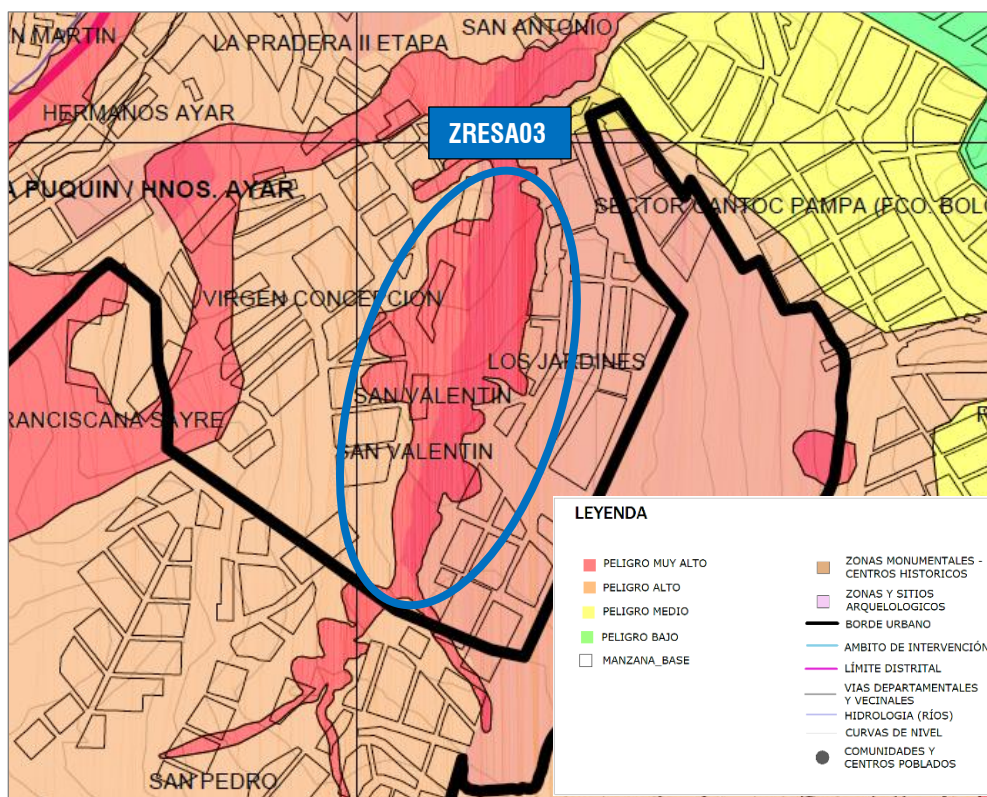 N MARTIN
LA PRADERA II ETAPA
SAN ANTONIO
HERMANOS AYAR
ZRESA03
A PUQUIN / HNOS. AYAR
SECTOR CANTOC PAMPA (FCO. BOLO
VIRGEN CONCEPCION
LOS JARDINES
SAN VALENTIN
RANCISCANA SAYRE
R
SAN VALENTIN
SAN PEDRO
LEYENDA
PELIGRO MUY ALTO
PELIGRO ALTO
PELIGRO MEDIO
PELIGRO BAJO
MANZANA_BASE
ZONAS MONUMENTALES -
CENTROS HISTORICOS
ZONAS Y SITIOS
ARQUELOLOGICOS
BORDE URBANO
AMBITO DE INTERVENCIÓN
LÍMITE DISTRITAL
VIAS DEPARTAMENTALES
Y VECINALES
HIDROLOGIA (RÍOS)
CURVAS DE NIVEL
COMUNIDADES Y
CENTROS POBLADOS